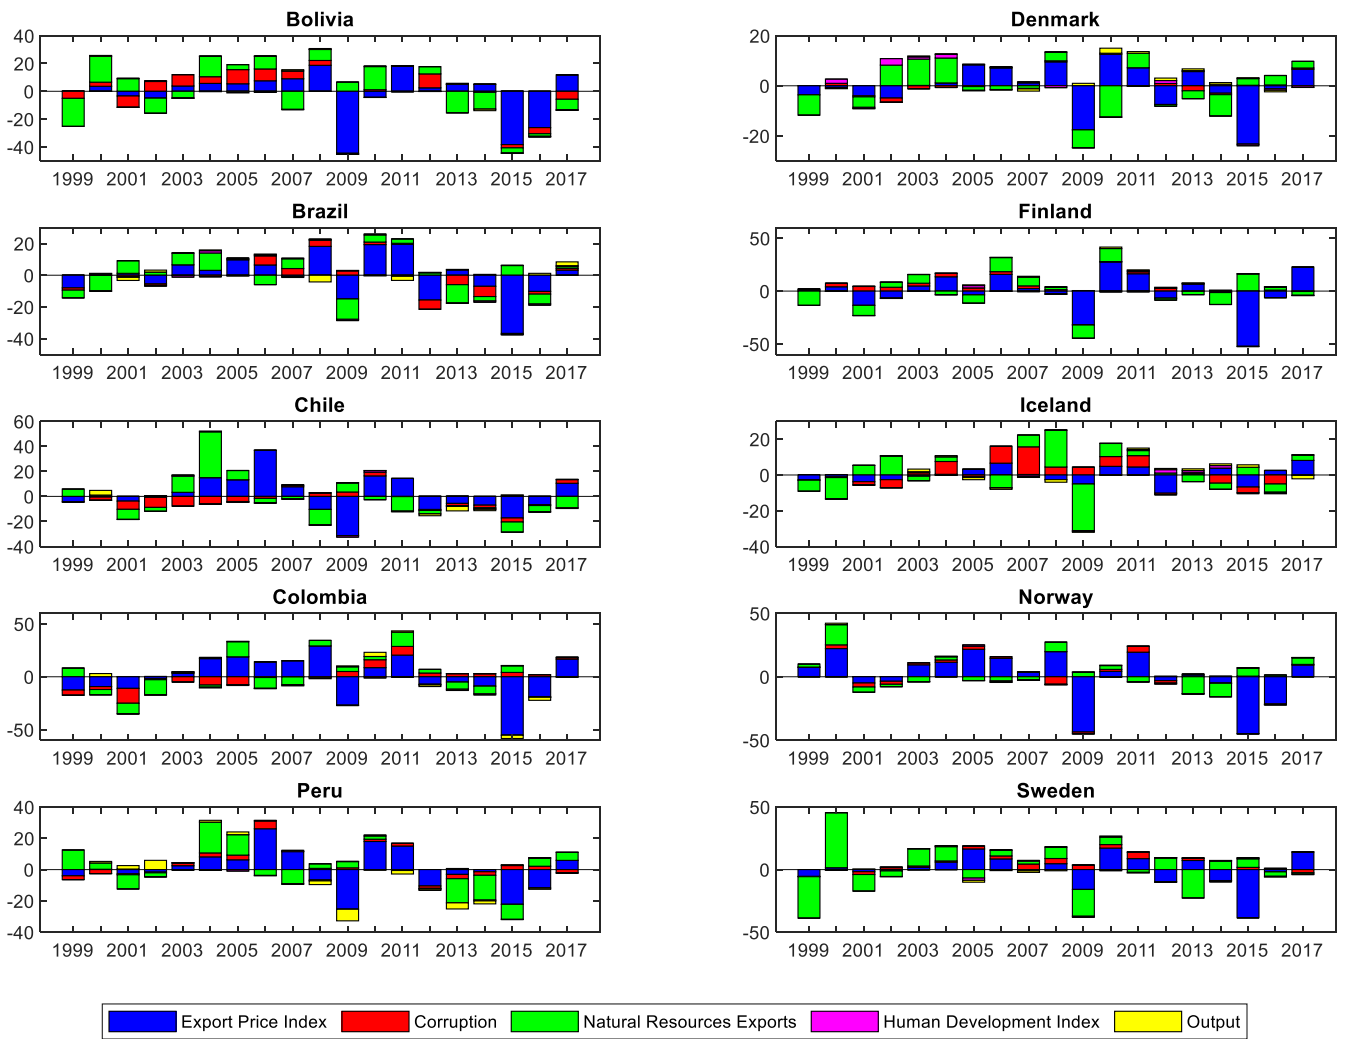 Bolivia
40
20
0
-20
-40
1999 2001 2003 2005 2007 2009 2011 2013 2015 2017
Denmark
20
0
-20
1999 2001 2003 2005 2007 2009 2011 2013 2015 2017
Brazil
20
0
-20
-40
1999 2001 2003 2005 2007 2009 2011 2013 2015 2017
Finland
50
0
-50
1999 2001 2003 2005 2007 2009 2011 2013 2015 2017
Chile
60
40
20
0
-20
-40
1999 2001 2003 2005 2007 2009 2011 2013 2015 2017
Iceland
20
0
-20
-40
1999 2001 2003 2005 2007 2009 2011 2013 2015 2017
Colombia
50
0
-50
1999 2001 2003 2005 2007 2009 2011 2013 2015 2017
Norway
50
0
-50
1999 2001 2003 2005 2007 2009 2011 2013 2015 2017
Peru
40
20
0
-20
-40
1999 2001 2003 2005 2007 2009 2011 2013 2015 2017
Sweden
50
0
-50
1999 2001 2003 2005 2007 2009 2011 2013 2015 2017
Export Price Index Corruption Natural Resources Exports Human Development Index Output